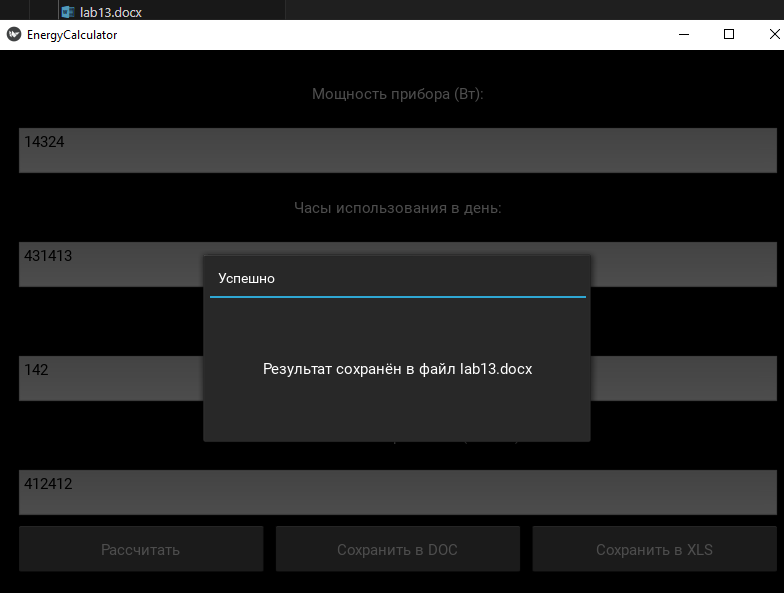 lab13.docx
EnergyCalculator
Мощность прибора (Вт):
14324
Часы использования в день:
431413
Успешно
Результат сохранён в файл lab13.docx
142
412412
Рассчитать
Сохранить в DOC
Сохранить в XLS